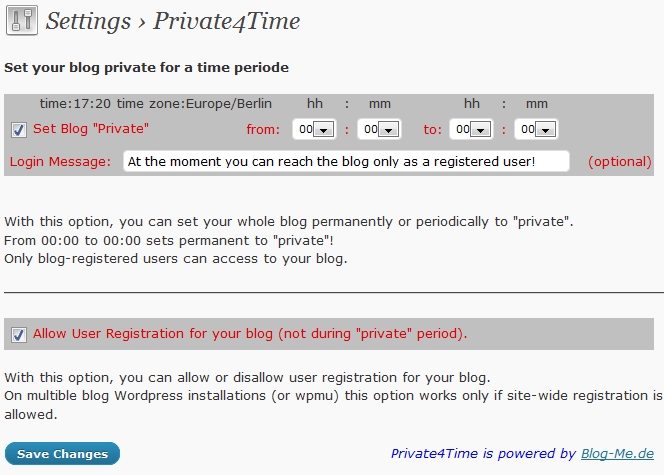 Settings › Private4Time
Set your blog private for a time periode
time:17:20 time zone:Europe/Berlin hh : mm hh : mm
Set Blog "Private" from: 00 : 00 to: 00 : 00
Login Message: At the moment you can reach the blog only as a registered user! (optional)
With this option, you can set your whole blog permanently or periodically to "private".
From 00:00 to 00:00 sets permanent to "private"!
Only blog-registered users can access to your blog.
Allow User Registration for your blog (not during "private" period).
With this option, you can allow or disallow user registration for your blog.
On multiple blog Wordpress installations (or wpmu) this option works only if site-wide registration is
allowed.
Save Changes Private4Time is powered by Blog-Me.de